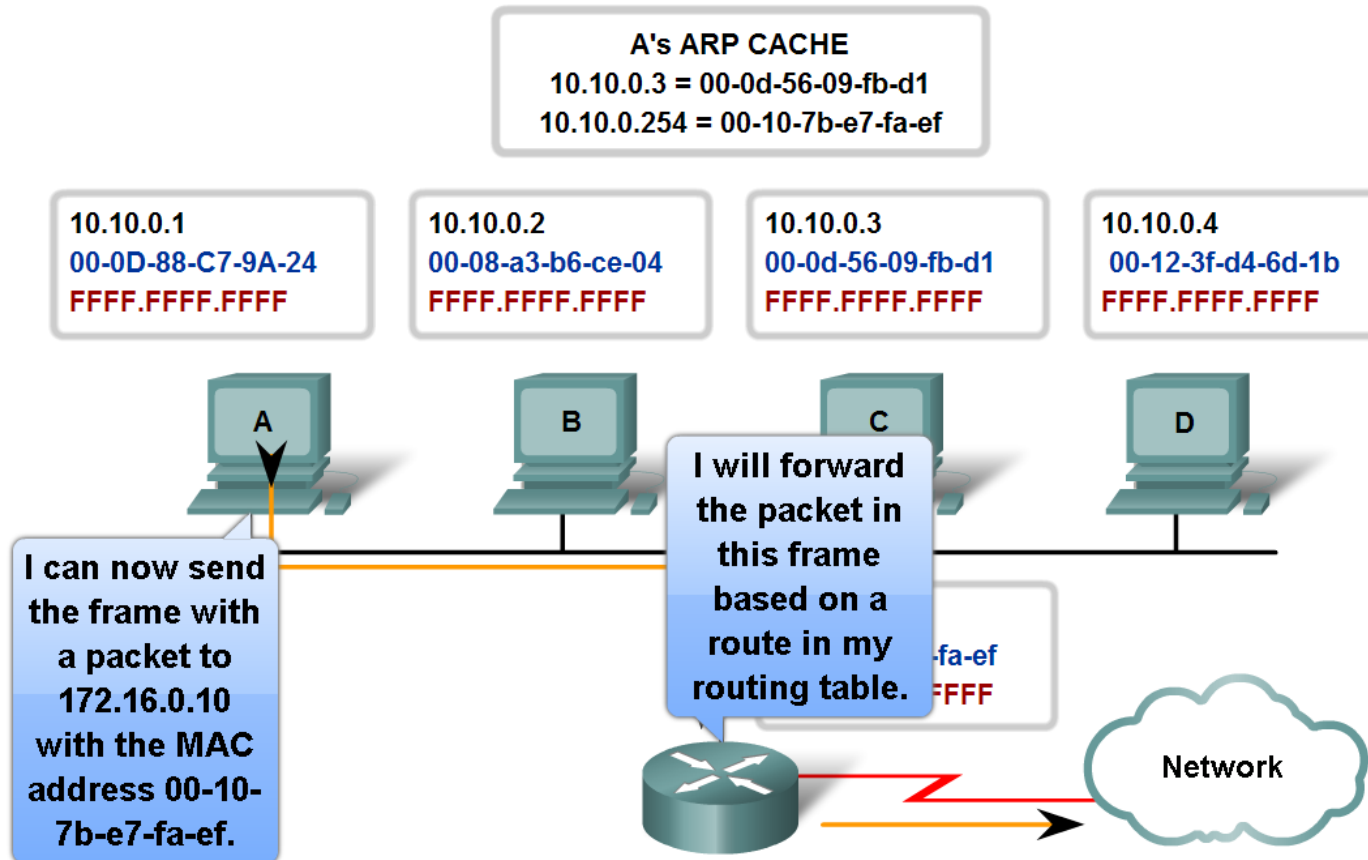 A's ARP CACHE
10.10.0.3 = 00-0d-56-09-fb-d1
10.10.0.254 = 00-10-7b-e7-fa-ef
10.10.0.1
00-0D-88-C7-9A-24
FFFF.FFFF.FFFF
10.10.0.2
00-08-a3-b6-ce-04
FFFF.FFFF.FFFF
10.10.0.3
00-0d-56-09-fb-d1
FFFF.FFFF.FFFF
10.10.0.4
00-12-3f-d4-6d-1b
FFFF.FFFF.FFFF
A
B
C
D
I can now send
the frame with
a packet to
172.16.0.10
with the MAC
address 00-10-
7b-e7-fa-ef.
I will forward
the packet in
this frame
based on a
route in my
routing table.
-fa-ef
FFFF
Network